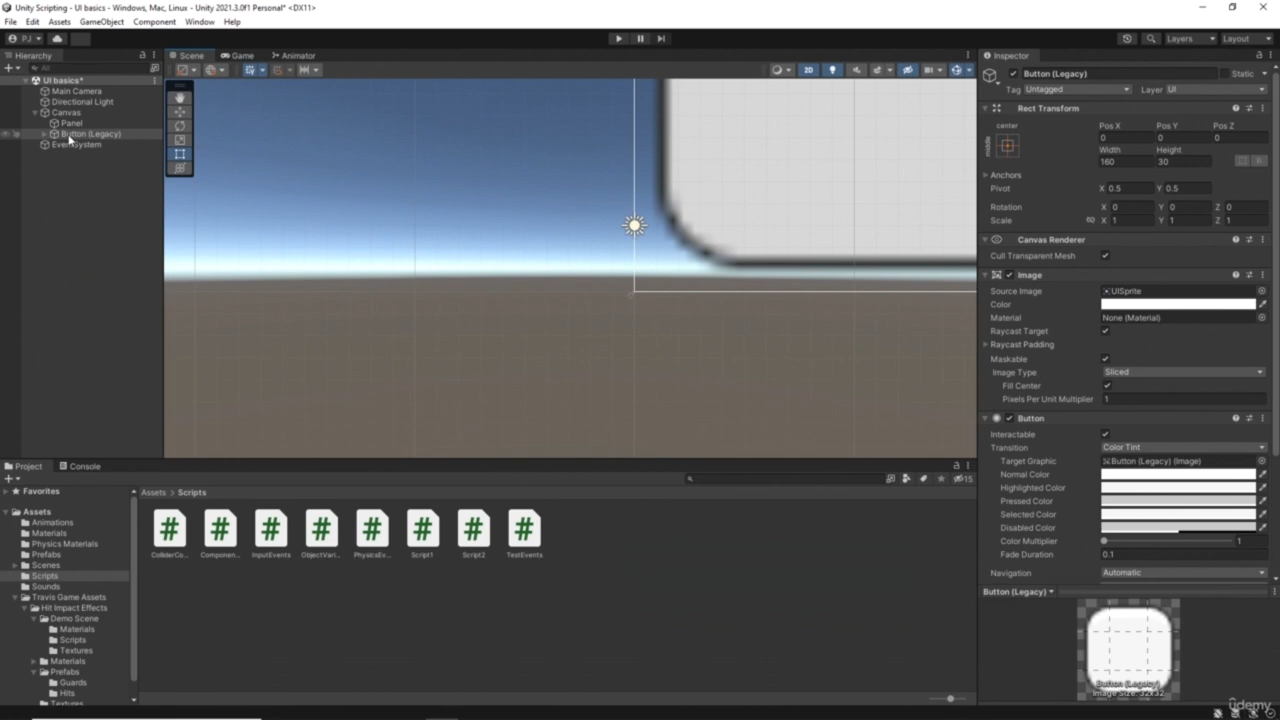 Unity Scripting - UI basics - Windows, Mac, Linux - Unity 2021.3.0f1 Personal* <DX11>
File Edit Assets GameObject Component Window Help
PJ
Layers Layout
Hierarchy
All
UI basics*
Main Camera
Directional Light
Canvas
Panel
Button (Legacy)
EventSystem
Scene Game Animator
2D
Inspector
Button (Legacy) Static
Tag Untagged Layer UI
Rect Transform
center
middle
Pos X Pos Y Pos Z
0 0 0
Width Height
160 30
R
Anchors
Pivot X 0.5 Y 0.5
Rotation X 0 Y 0 Z 0
Scale X 1 Y 1 Z 1
Canvas Renderer
Cull Transparent Mesh
Image
Source Image UISprite
Color
Material None (Material)
Raycast Target
Raycast Padding
Maskable
Image Type Sliced
Fill Center
Pixels Per Unit Multiplier 1
Button
Interactable
Transition Color Tint
Target Graphic Button (Legacy) (Image)
Normal Color
Highlighted Color
Pressed Color
Selected Color
Disabled Color
Color Multiplier 1
Fade Duration 0.1
Navigation Automatic
Button (Legacy)
Button (Legacy)
Image Size: 32x32
Project Console
15
Favorites
Assets
Animations
Materials
Physics Materials
Prefabs
Scenes
Scripts
Sounds
Travis Game Assets
Hit Impact Effects
Demo Scene
Materials
Scripts
Textures
Materials
Prefabs
Guards
Hits
Textures
Assets > Scripts
# # # # # # # #
ColliderCo... Componen... InputEvents ObjectVari... PhysicsEv... Script1 Script2 TestEvents
udemy